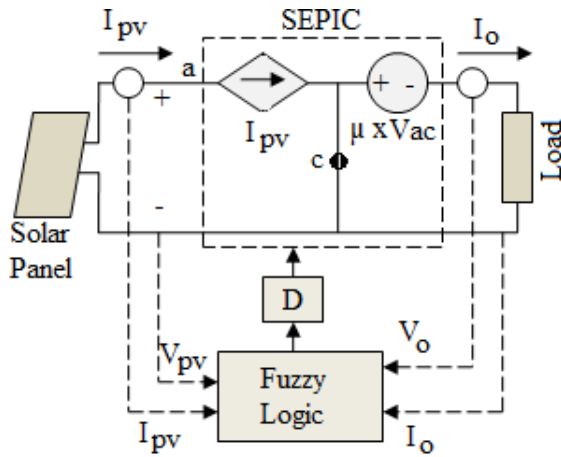 SEPIC
Ipv
Io
a
+
+ -
Ipv
μ xVac
c
Load
-
Solar
Panel
D
Vpv
Vo
Fuzzy
Logic
Ipv
Io